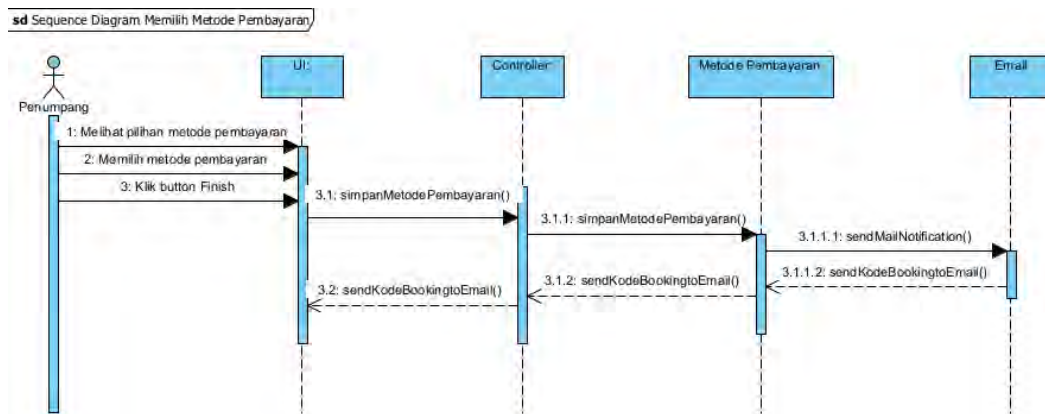 sd Sequence Diagram Memilih Metode Pembayaran
UI:
Controller
Metode Pembayaran
Email
Penumpang
1: Melihat pilihan metode pembayaran
2: Memilih metode pembayaran
3: Klik button Finish
3.1: simpanMetodePembayaran()
3.1.1: simpanMetodePembayaran()
3.1.1.1: sendMailNotification()
3.1.1.2: sendKodeBookingtoEmail()
3.1.2: sendKodeBookingtoEmail()
3.2: sendKodeBookingtoEmail()